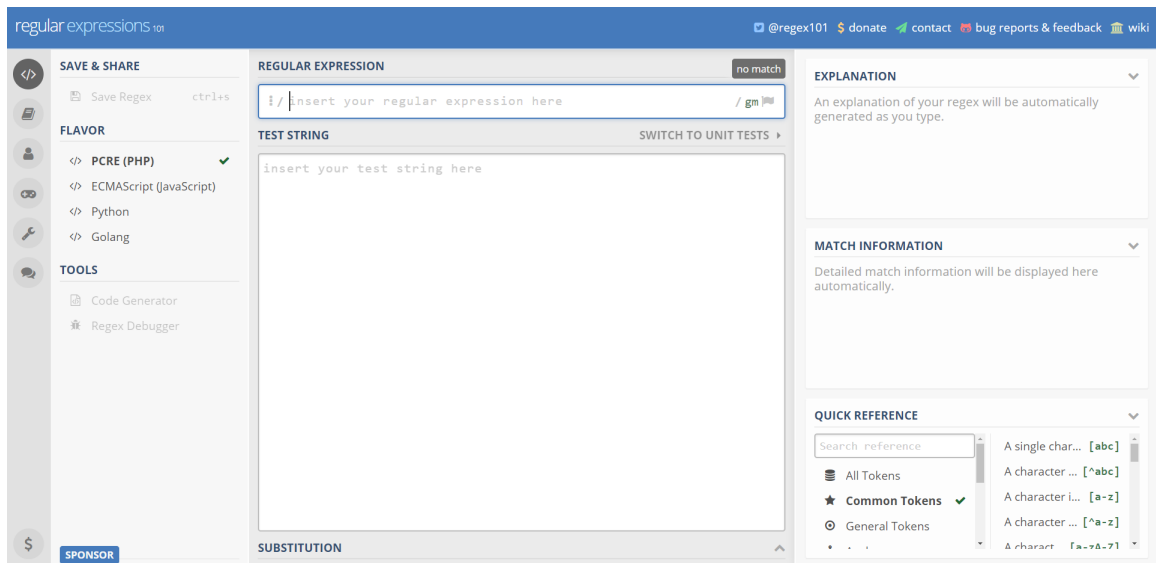 regular expressions 101
@regex101 $ donate contact bug reports & feedback wiki
SAVE & SHARE
Save Regex ctrl+s
FLAVOR
</> PCRE (PHP)
</> ECMAScript (JavaScript)
</> Python
</> Golang
TOOLS
Code Generator
Regex Debugger
$
SPONSOR
REGULAR EXPRESSION
no match
/ insert your regular expression here / gm
TEST STRING
SWITCH TO UNIT TESTS
insert your test string here
SUBSTITUTION
EXPLANATION
An explanation of your regex will be automatically
generated as you type.
MATCH INFORMATION
Detailed match information will be displayed here
automatically.
QUICK REFERENCE
Search reference
All Tokens
Common Tokens
General Tokens
A single char... [abc]
A character ... [^abc]
A character i... [a-z]
A character ... [^a-z]
A charact... [a-zA-Z]